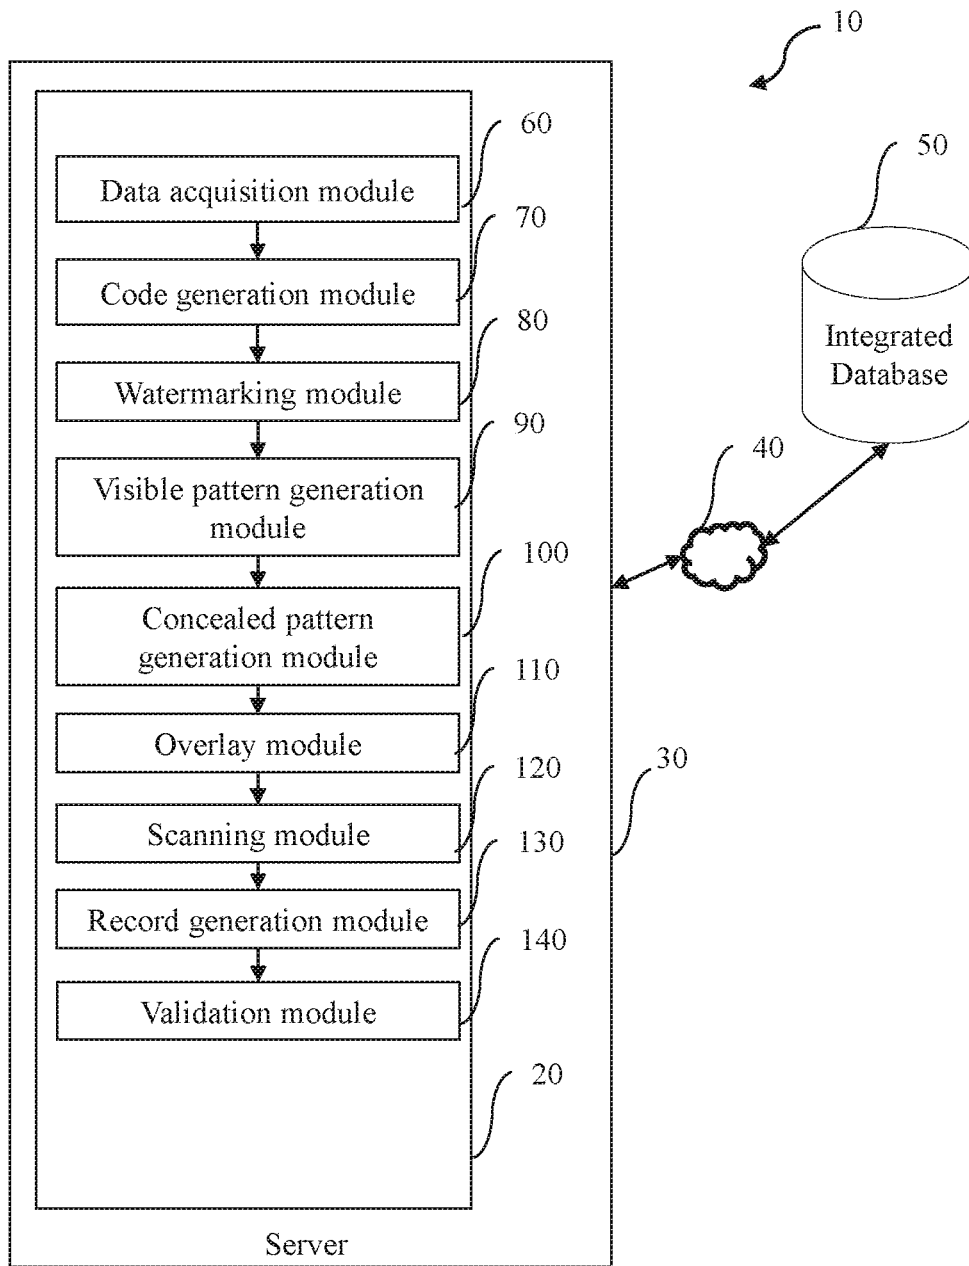 10
60
50
Data acquisition module
70
Code generation module
80
Integrated
Database
Watermarking module
90
40
Visible pattern generation
module
100
Concealed pattern
generation module
110
Overlay module
30
120
Scanning module
130
Record generation module
140
Validation module
20
Server